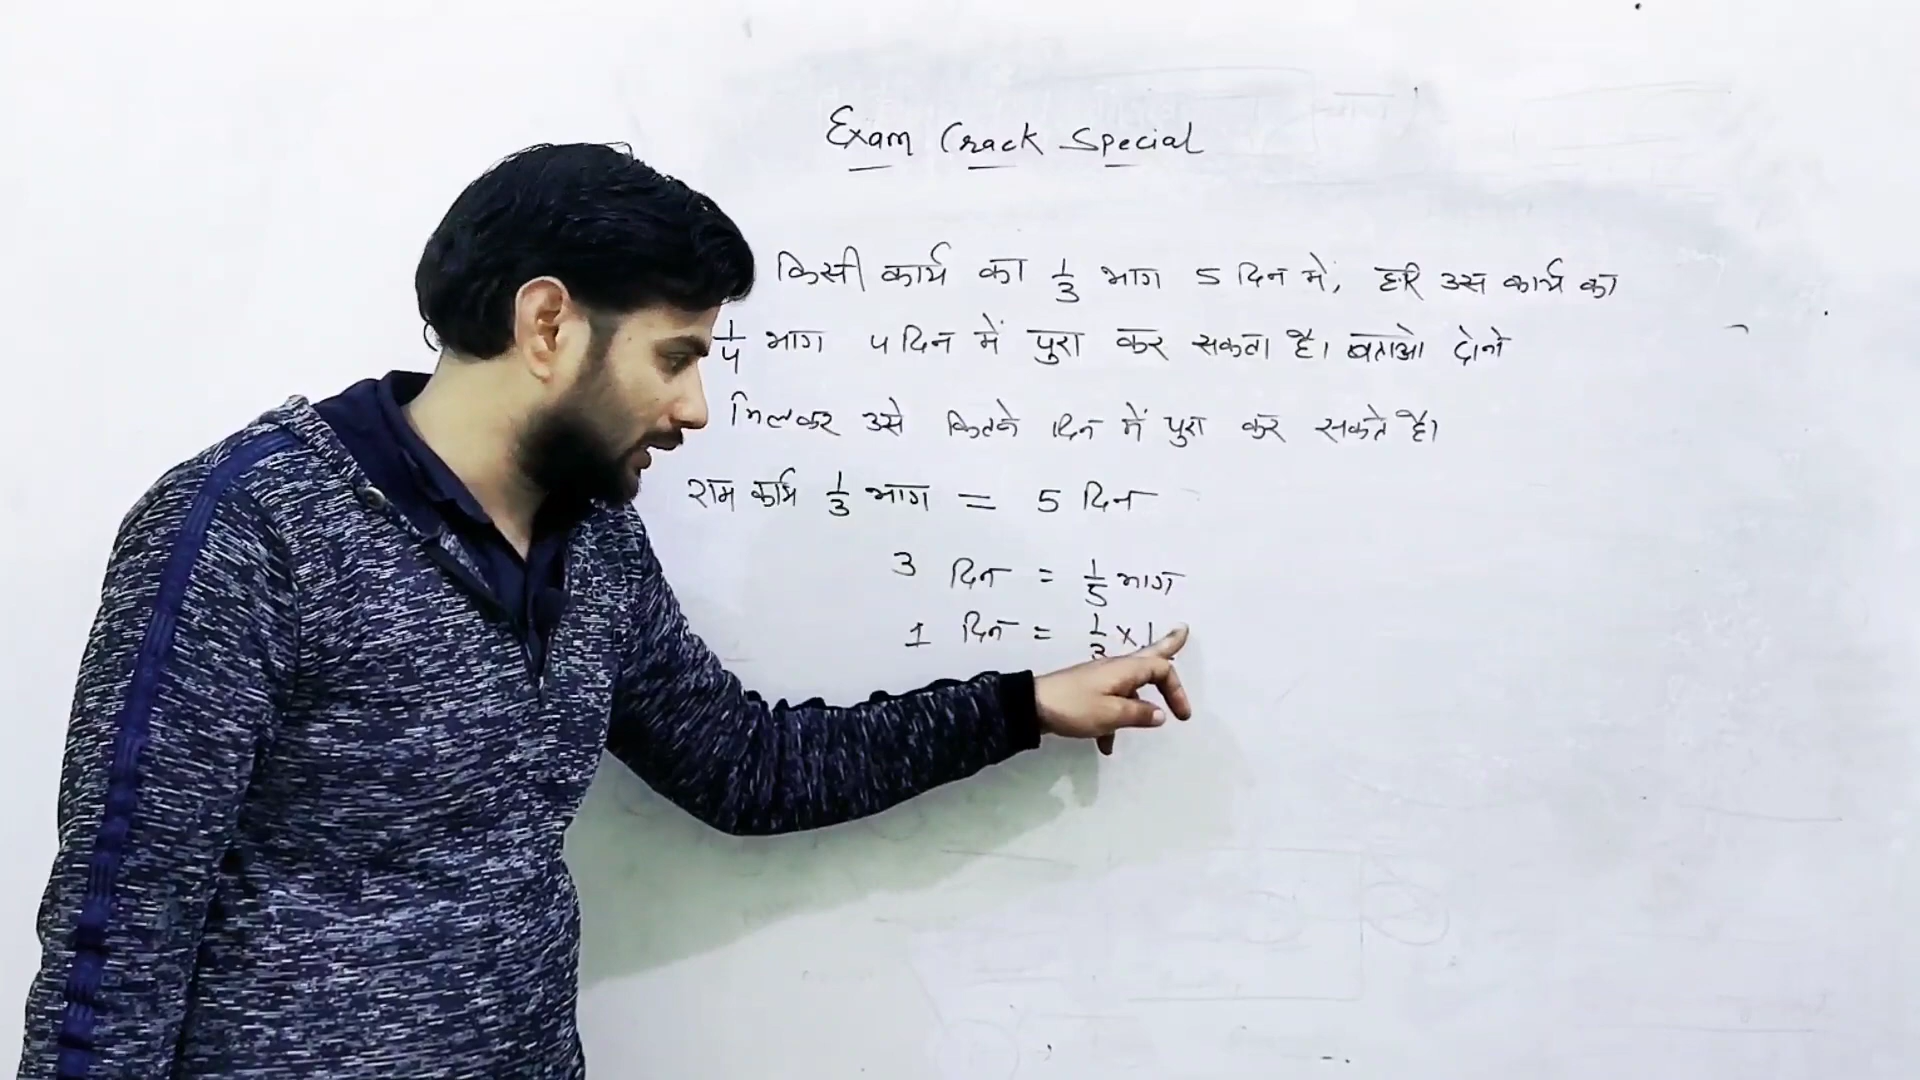 Exam Crack Special
किसी कार्य का 1/3 भाग 5 दिन में, हरि उस कार्य का
1/4 भाग 4 दिन में पुरा कर सकता है। बताओ दोनो
मिलकर उसे कितने दिन में पुरा कर सकते है।
राम कार्य 1/3 भाग = 5 दिन
3 दिन = 1/5 भाग
1 दिन = 1/3 × 1